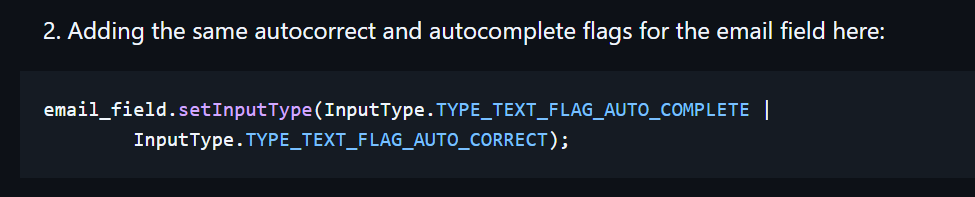 2. Adding the same autocorrect and autocomplete flags for the email field here:
email_field.setInputType(InputType.TYPE_TEXT_FLAG_AUTO_COMPLETE |
InputType.TYPE_TEXT_FLAG_AUTO_CORRECT);